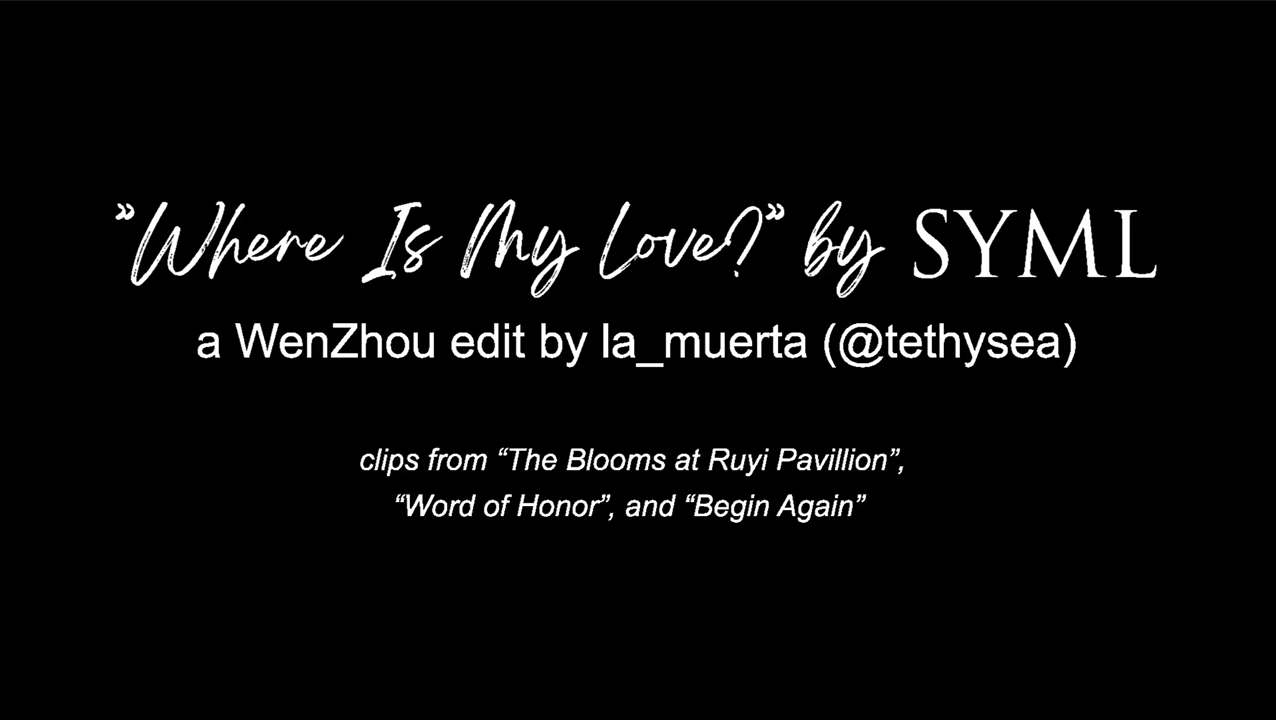 "Where Is My Love?" by SYML
a WenZhou edit by la_muerta (@tethysea)
clips from “The Blooms at Ruyi Pavillion”,
“Word of Honor”, and “Begin Again”